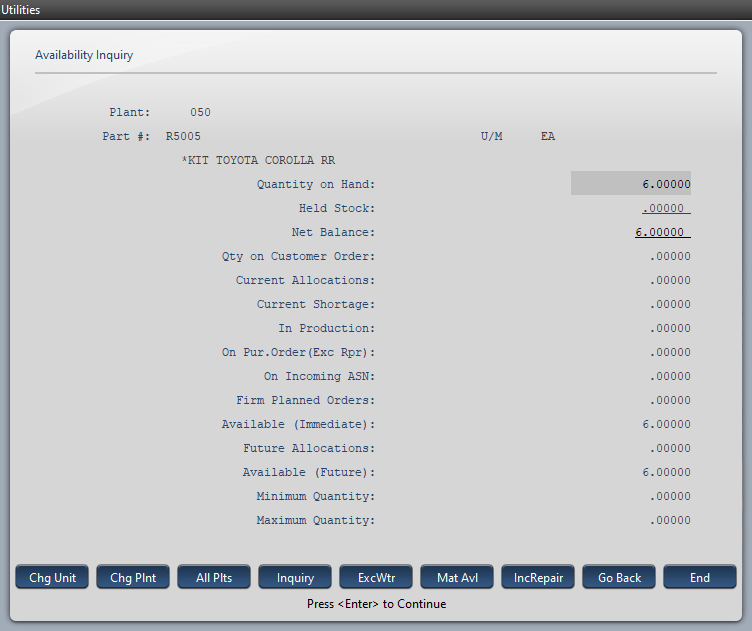 Utilities
Availability Inquiry
Plant: 050
Part #: R5005 U/M EA
*KIT TOYOTA COROLLA RR
Quantity on Hand: 6.00000
Held Stock: .00000
Net Balance: 6.00000
Qty on Customer Order: .00000
Current Allocations: .00000
Current Shortage: .00000
In Production: .00000
On Pur.Order(Exc Rpr): .00000
On Incoming ASN: .00000
Firm Planned Orders: .00000
Available (Immediate): 6.00000
Future Allocations: .00000
Available (Future): 6.00000
Minimum Quantity: .00000
Maximum Quantity: .00000
Chg Unit Chg Plnt All Plts Inquiry ExcWtr Mat Avl IncRepair Go Back End
Press <Enter> to Continue